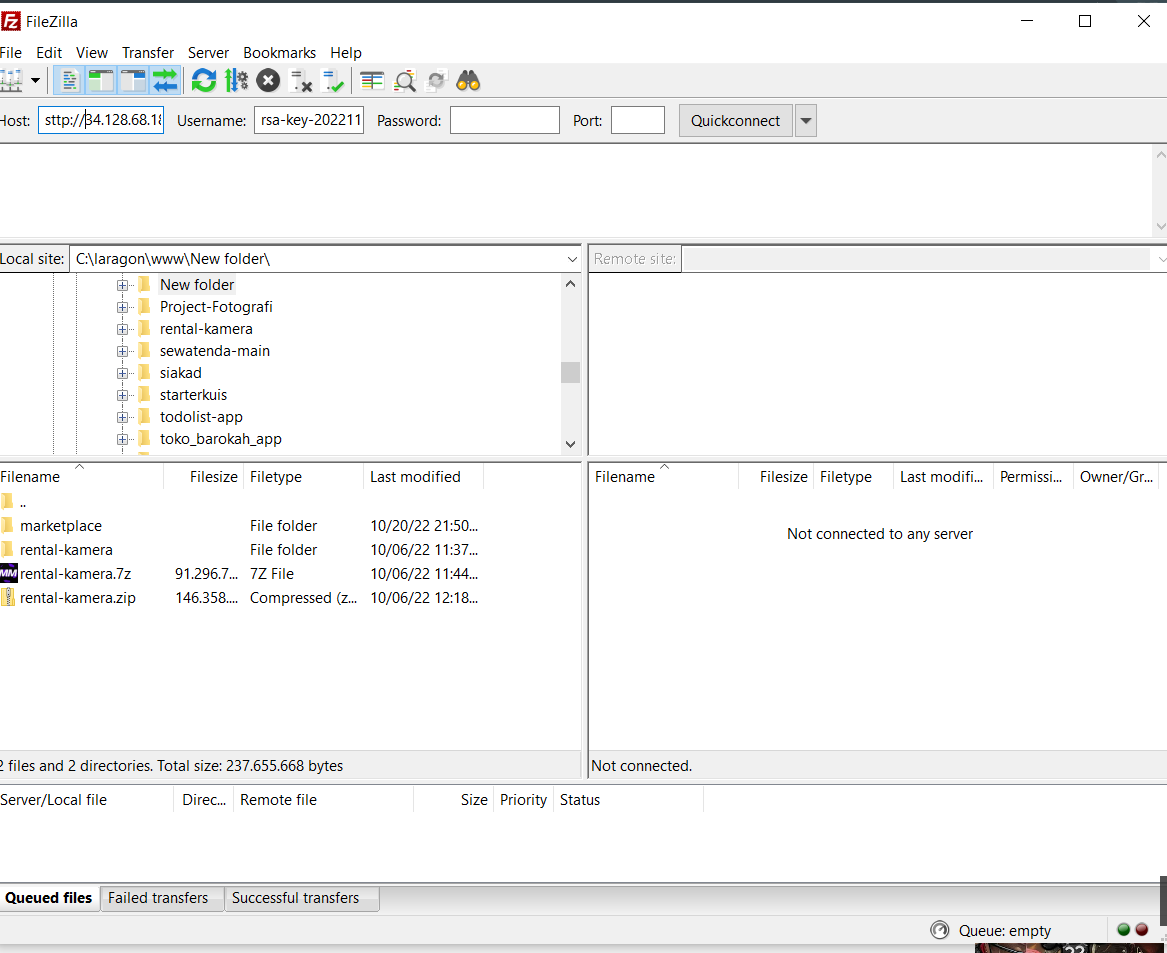 FileZilla
File Edit View Transfer Server Bookmarks Help
Host: sttp://34.128.68.18 Username: rsa-key-202211 Password: Port: Quickconnect
Local site: C:\laragon\www\New folder\ Remote site:
New folder
Project-Fotografi
rental-kamera
sewatenda-main
siakad
starterkuis
todolist-app
toko_barokah_app
Filename Filesize Filetype Last modified Filename Filesize Filetype Last modifi... Permissi... Owner/Gr...
..
marketplace File folder 10/20/22 21:50...
Not connected to any server
rental-kamera File folder 10/06/22 11:37...
rental-kamera.7z 91.296.7... 7Z File 10/06/22 11:44...
rental-kamera.zip 146.358.... Compressed (z... 10/06/22 12:18...
2 files and 2 directories. Total size: 237.655.668 bytes Not connected.
Server/Local file Direc... Remote file Size Priority Status
Queued files Failed transfers Successful transfers
Queue: empty